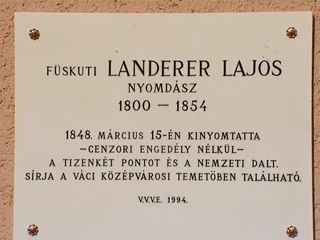 FÜSKUTI LANDERER LAJOS
NYOMDÁSZ
1800 – 1854
1848. MÁRCIUS 15-ÉN KINYOMTATTA
–CENZORI ENGEDÉLY NÉLKÜL–
A TIZENKÉT PONTOT ÉS A NEMZETI DALT.
SÍRJA A VÁCI KÖZÉPVÁROSI TEMETŐBEN TALÁLHATÓ.
V.V.V.E. 1994.